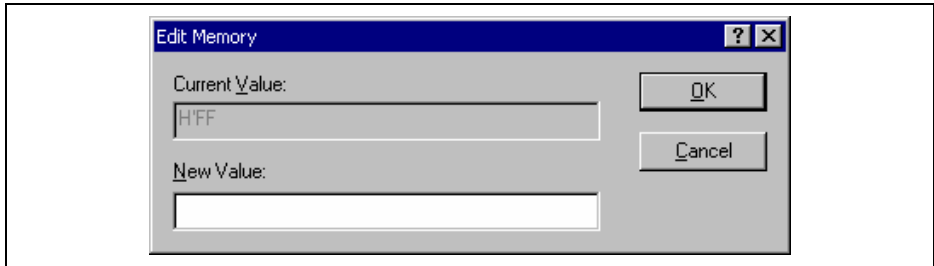 Edit Memory
Current Value:
OK
H'FF
Cancel
New Value: